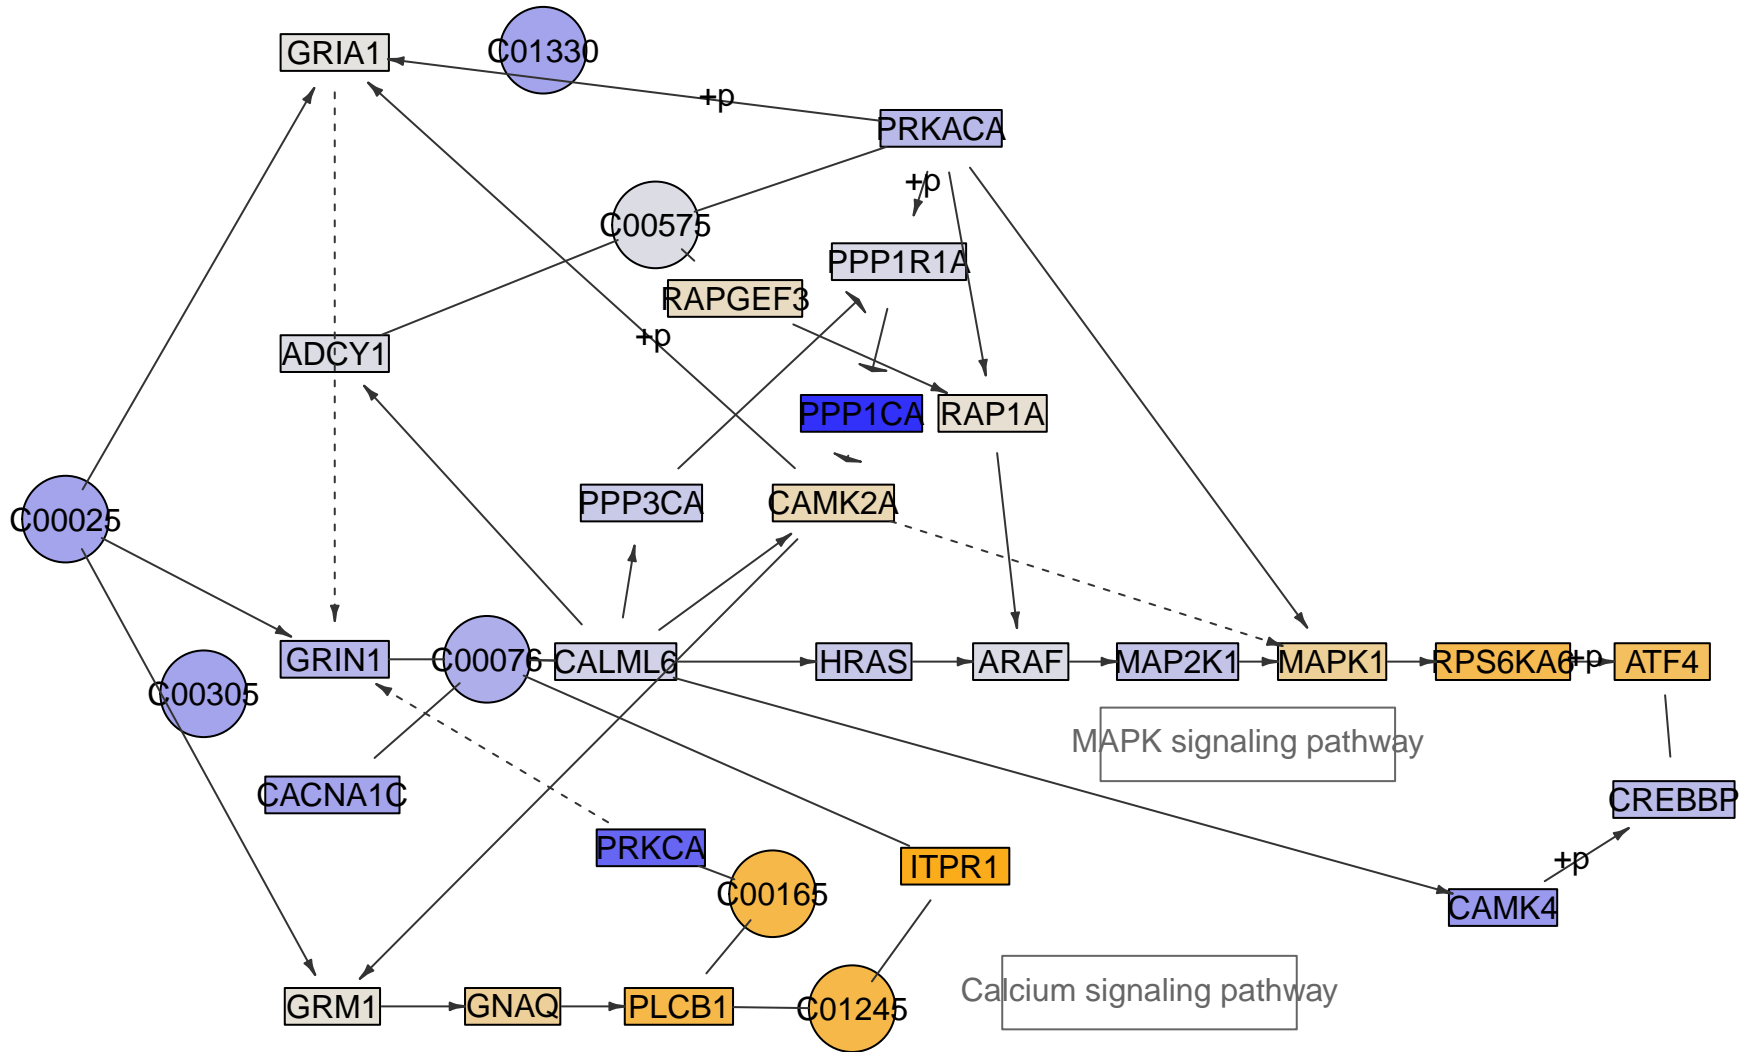 GRIA1
C01330
+p
PRKACA
+p
C00575
PPP1R1A
RAPGEF3
+p
ADCY1
PPP1CA
RAP1A
PPP3CA
CAMK2A
C00025
GRIN1
C00076
CALML6
HRAS
ARAF
MAP2K1
MAPK1
RPS6KA6
+p
ATF4
C00305
MAPK signaling pathway
CACNA1C
CREBBP
PRKCA
ITPR1
+p
C00165
CAMK4
Calcium signaling pathway
GRM1
GNAQ
PLCB1
C01245